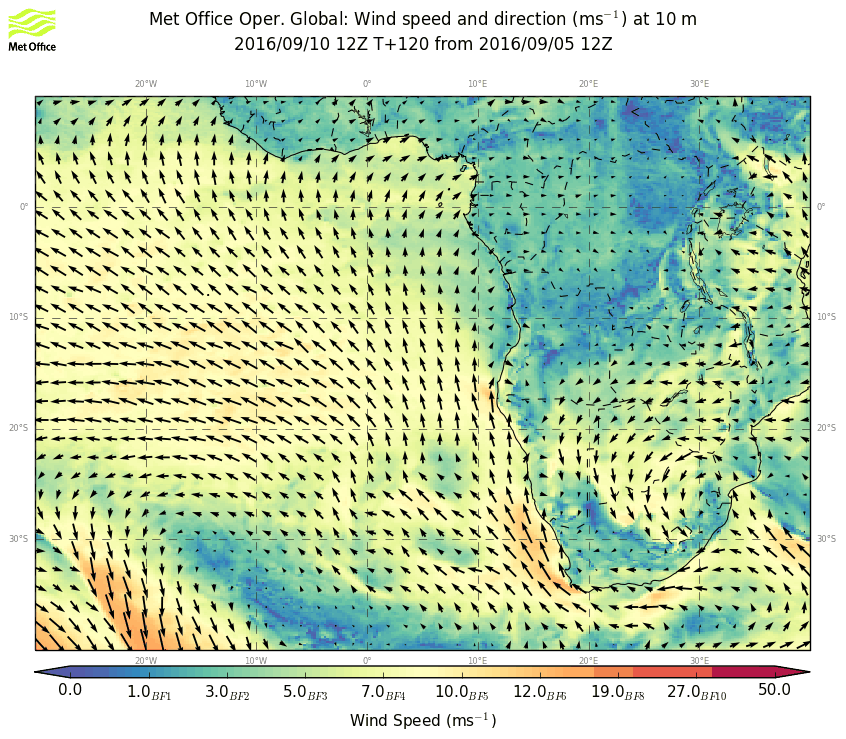 Met Office Oper. Global: Wind speed and direction (ms⁻¹) at 10 m
2016/09/10 12Z T+120 from 2016/09/05 12Z
Met Office
20°W 10°W 0° 10°E 20°E 30°E
0° 0°
10°S 10°S
20°S 20°S
30°S 30°S
20°W 10°W 0° 10°E 20°E 30°E
0.0 1.0BF1 3.0BF2 5.0BF3 7.0BF4 10.0BF5 12.0BF6 19.0BF8 27.0BF10 50.0
Wind Speed (ms⁻¹)